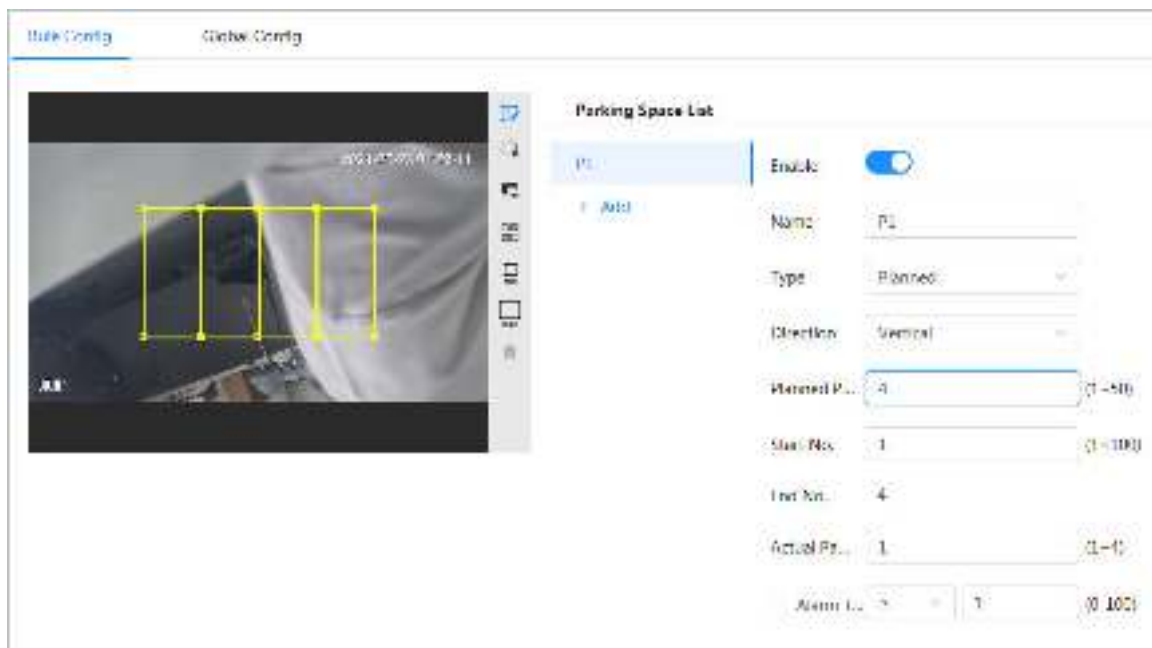 Rule Config Global Config
Parking Space List
P1
+ Add
Enable
Name P1
Type Planned
Direction Vertical
Planned P... 4 (1~50)
Start No. 1 (1~100)
End No. 4
Actual Pa... 1 (1~4)
Alarm T... (0-100)